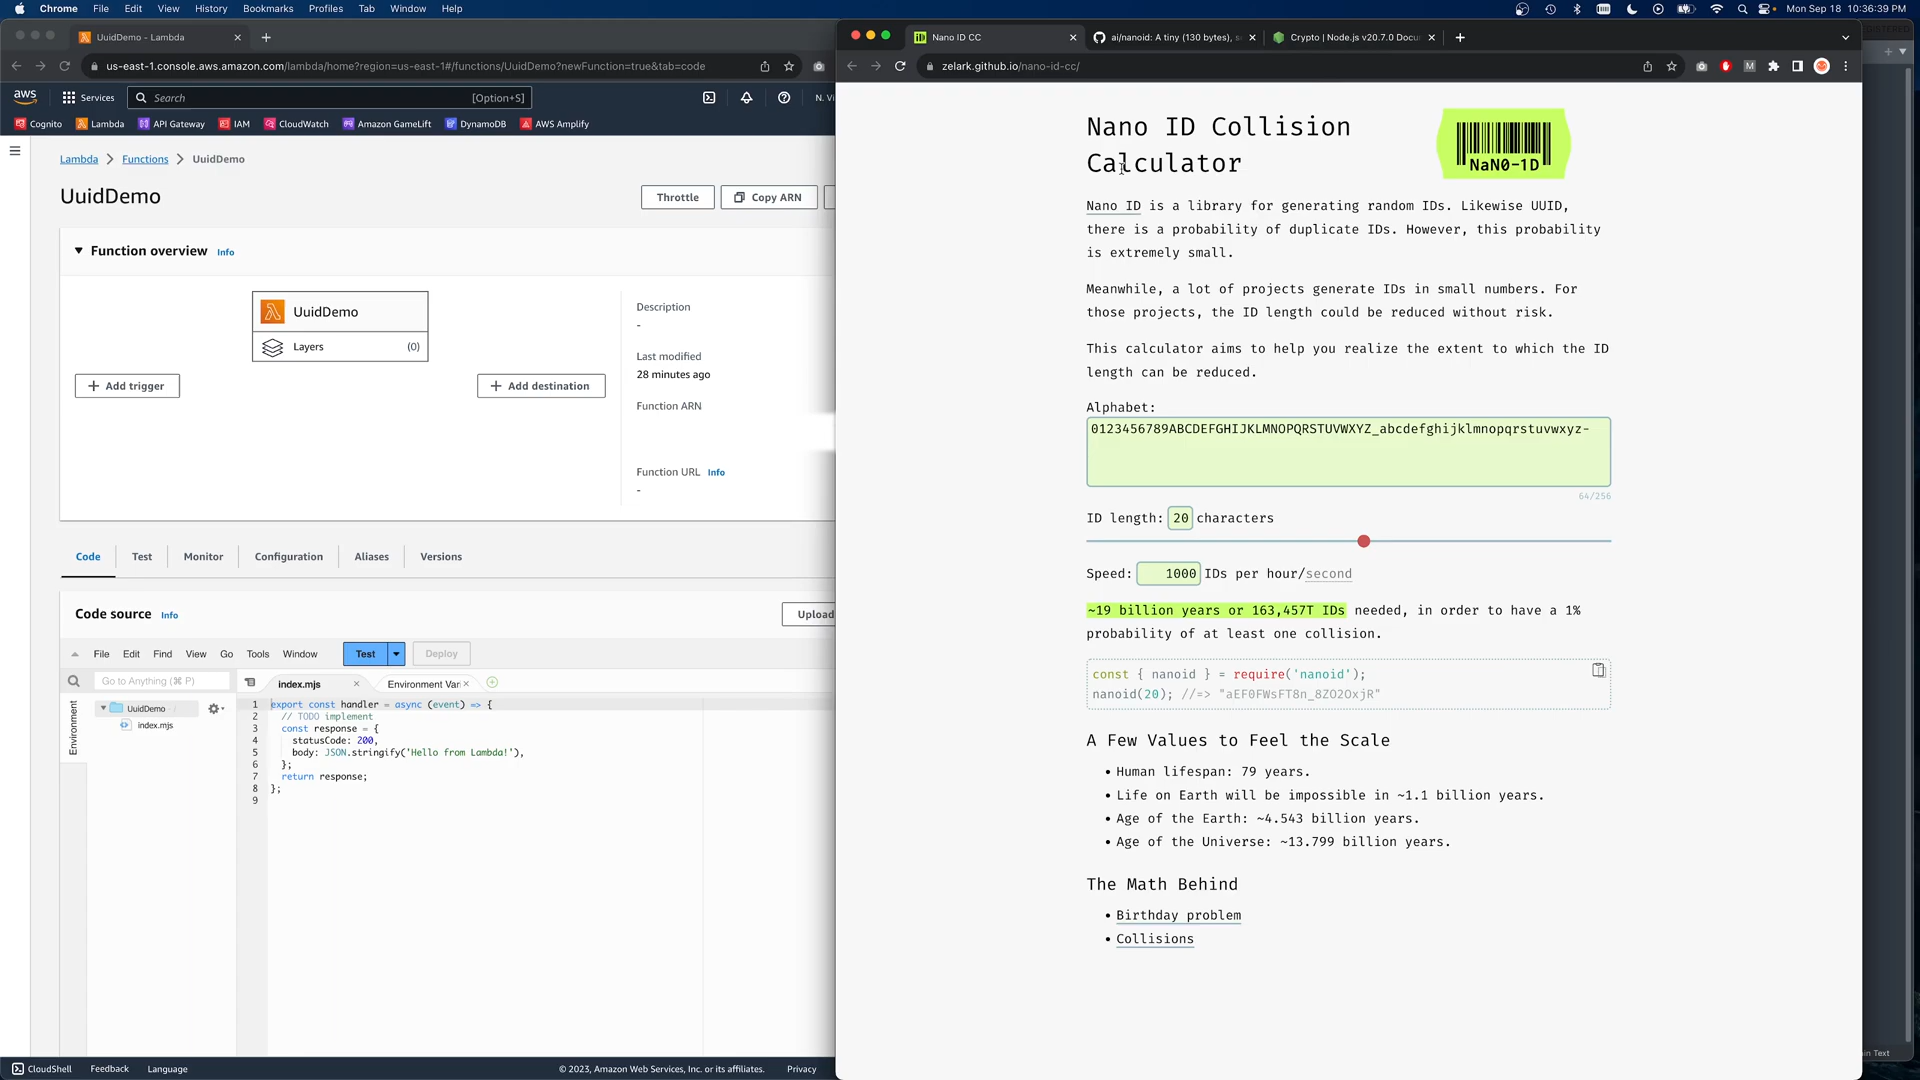 Chrome File Edit View History Bookmarks Profiles Tab Window Help
Mon Sep 18 10:36:39 PM
UuidDemo - Lambda
us-east-1.console.aws.amazon.com/lambda/home?region=us-east-1#/functions/UuidDemo?newFunction=true&tab=code
aws Services Search [Option+S]
Cognito Lambda API Gateway IAM CloudWatch Amazon GameLift DynamoDB AWS Amplify
Lambda Functions UuidDemo
UuidDemo
Throttle Copy ARN
Function overview Info
UuidDemo
Layers (0)
Add trigger
Add destination
Description
-
Last modified
28 minutes ago
Function ARN
Function URL Info
-
Code Test Monitor Configuration Aliases Versions
Code source Info
Upload
File Edit Find View Go Tools Window Test Deploy
Go to Anything (⌘ P)
index.mjs
Environment Var
Environment
UuidDemo - /
index.mjs
1 export const handler = async (event) => {
2 // TODO implement
3 const response = {
4 statusCode: 200,
5 body: JSON.stringify('Hello from Lambda!'),
6 };
7 return response;
8 };
9
CloudShell Feedback Language
© 2023, Amazon Web Services, Inc. or its affiliates. Privacy
Nano ID CC
ai/nanoid: A tiny (130 bytes), s
Crypto | Node.js v20.7.0 Docu
zelark.github.io/nano-id-cc/
Nano ID Collision
Calculator
NaN0-1D
Nano ID is a library for generating random IDs. Likewise UUID,
there is a probability of duplicate IDs. However, this probability
is extremely small.
Meanwhile, a lot of projects generate IDs in small numbers. For
those projects, the ID length could be reduced without risk.
This calculator aims to help you realize the extent to which the ID
length can be reduced.
Alphabet:
0123456789ABCDEFGHIJKLMNOPQRSTUVWXYZ_abcdefghijklmnopqrstuvwxyz-
64/256
ID length: 20 characters
Speed: 1000 IDs per hour/second
~19 billion years or 163,457T IDs needed, in order to have a 1%
probability of at least one collision.
const { nanoid } = require('nanoid');
nanoid(20); //=> "aEF0FWsFT8n_8ZO2OxjR"
A Few Values to Feel the Scale
• Human lifespan: 79 years.
• Life on Earth will be impossible in ~1.1 billion years.
• Age of the Earth: ~4.543 billion years.
• Age of the Universe: ~13.799 billion years.
The Math Behind
• Birthday problem
• Collisions